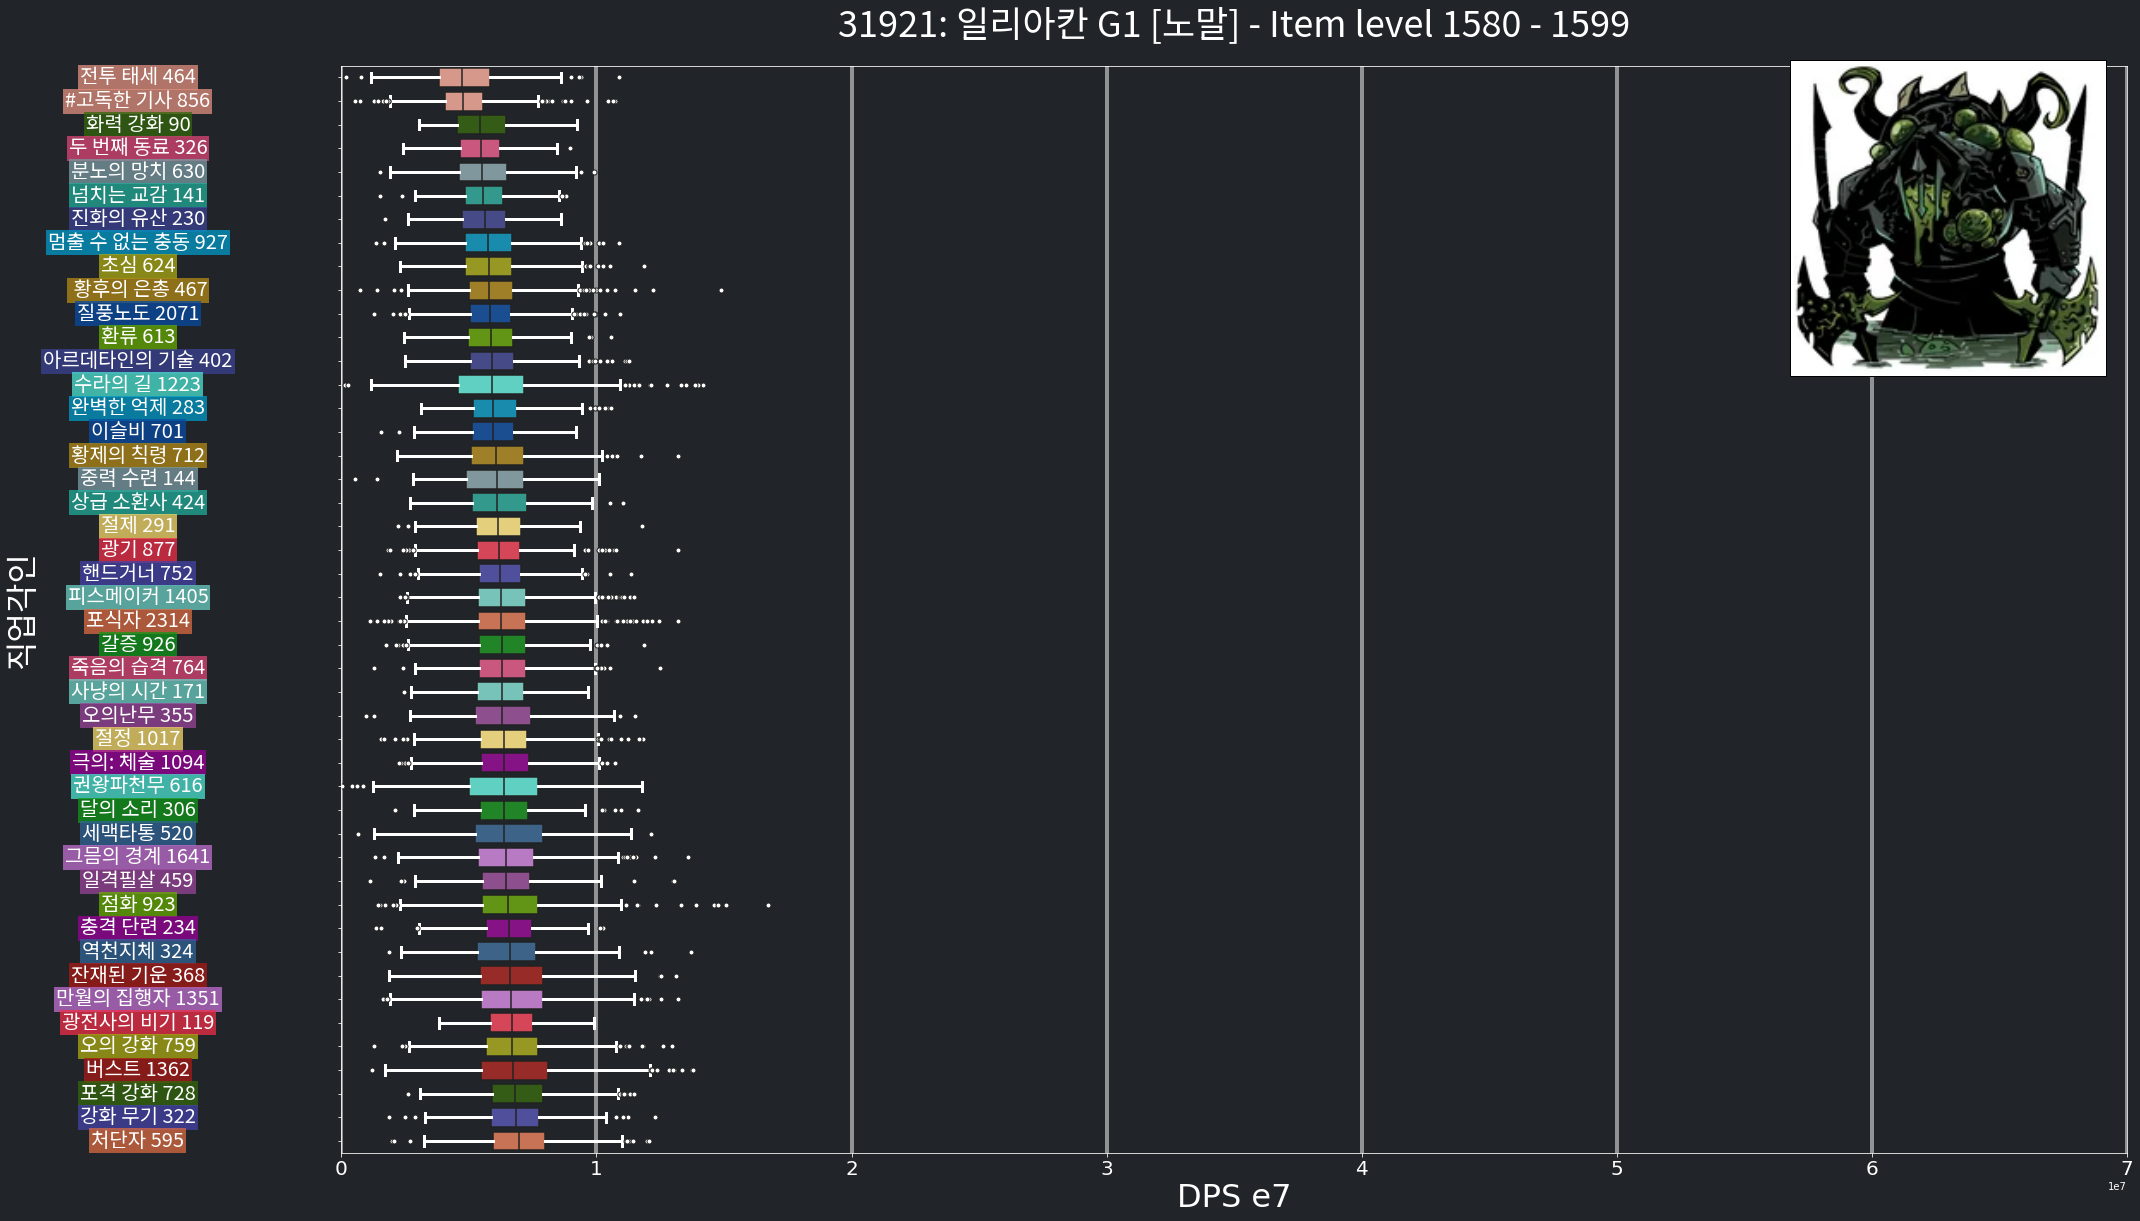 31921: 일리아칸 G1 [노말] - Item level 1580 - 1599
직업각인
전투 태세 464
#고독한 기사 856
화력 강화 90
두 번째 동료 326
분노의 망치 630
넘치는 교감 141
진화의 유산 230
멈출 수 없는 충동 927
초심 624
황후의 은총 467
질풍노도 2071
환류 613
아르데타인의 기술 402
수라의 길 1223
완벽한 억제 283
이슬비 701
황제의 칙령 712
중력 수련 144
상급 소환사 424
절제 291
광기 877
핸드거너 752
피스메이커 1405
포식자 2314
갈증 926
죽음의 습격 764
사냥의 시간 171
오의난무 355
절정 1017
극의: 체술 1094
권왕파천무 616
달의 소리 306
세맥타통 520
그믐의 경계 1641
일격필살 459
점화 923
충격 단련 234
역천지체 324
잔재된 기운 368
만월의 집행자 1351
광전사의 비기 119
오의 강화 759
버스트 1362
포격 강화 728
강화 무기 322
처단자 595
0 1 2 3 4 5 6 7
1e7
DPS e7